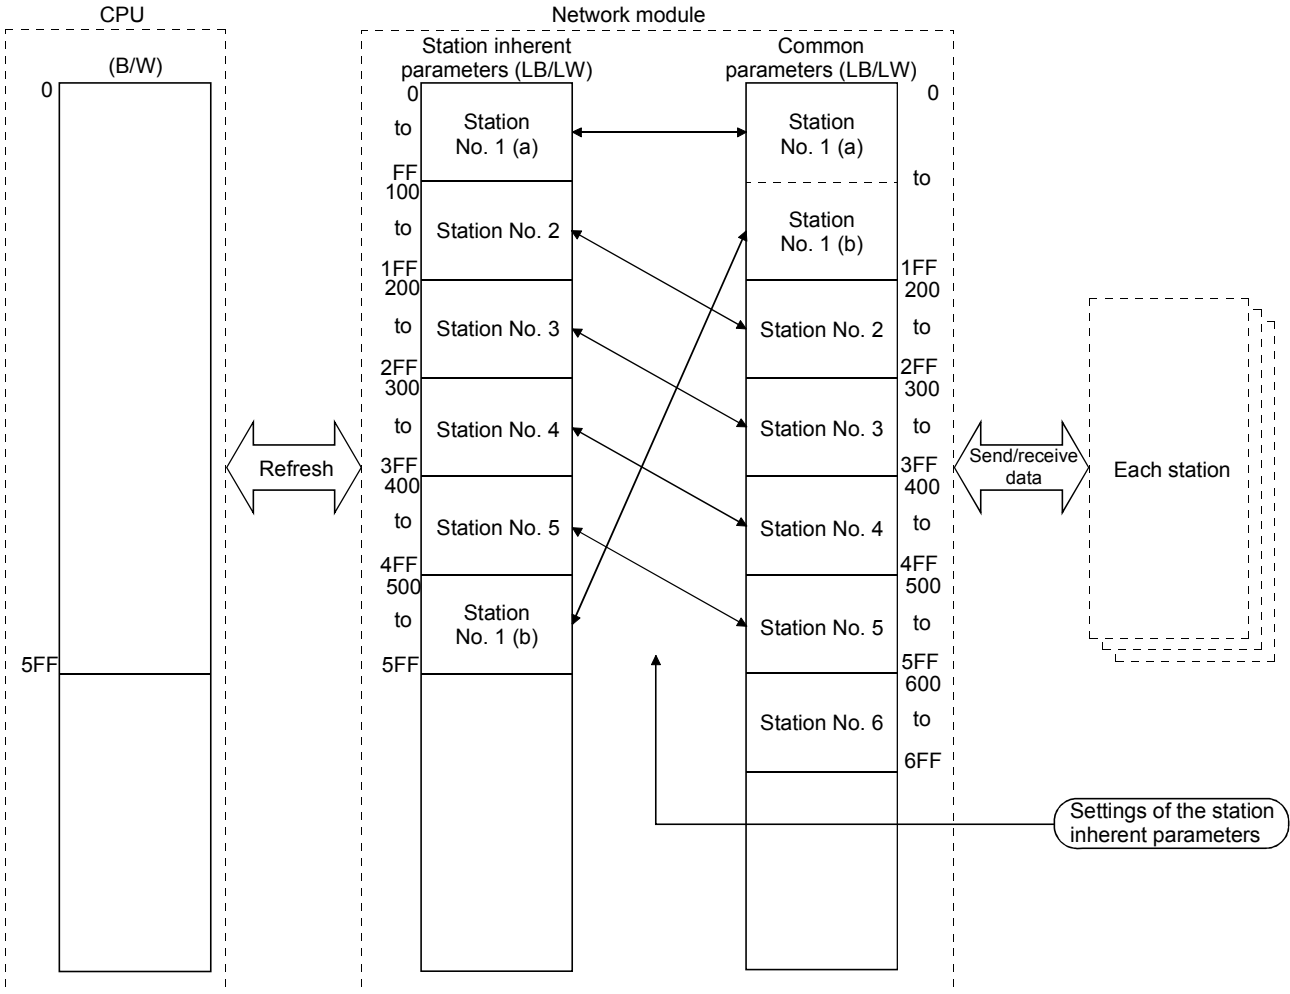 CPU
Network module
(B/W)
0
5FF
Refresh
Station inherent
parameters (LB/LW)
0
to
FF
Station
No. 1 (a)
100
to
1FF
Station No. 2
200
to
2FF
Station No. 3
300
to
3FF
Station No. 4
400
to
4FF
Station No. 5
500
to
5FF
Station
No. 1 (b)
Common
parameters (LB/LW)
Station
No. 1 (a)
0
to
Station
No. 1 (b)
1FF
200
Station No. 2
to
2FF
300
Station No. 3
to
3FF
400
Station No. 4
to
4FF
500
Station No. 5
to
5FF
600
Station No. 6
to
6FF
Send/receive
data
Each station
Settings of the station
inherent parameters